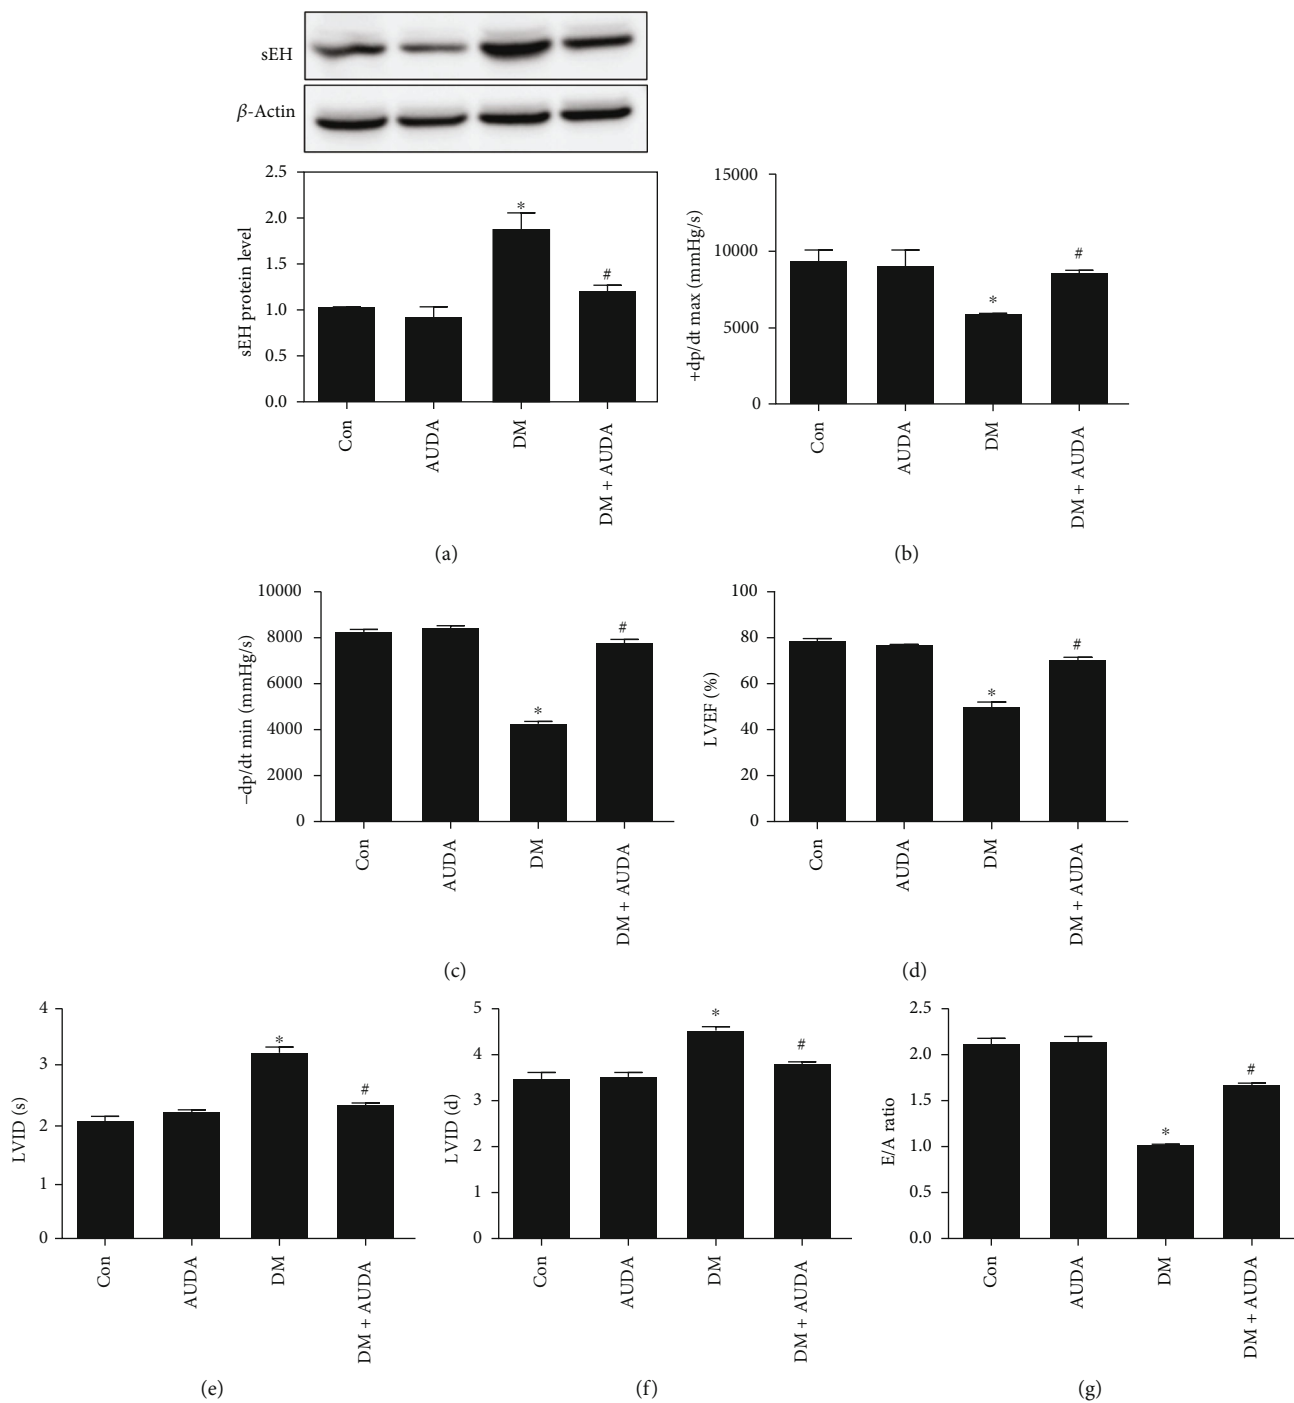 sEH
β-Actin
2.5
2.0
1.5
1.0
0.5
0.0
sEH protein level
*
#
Con
AUDA
DM
DM + AUDA
(a)
15000
10000
5000
0
+dp/dt max (mmHg/s)
*
#
Con
AUDA
DM
DM + AUDA
(b)
10000
8000
6000
4000
2000
0
−dp/dt min (mmHg/s)
*
#
Con
AUDA
DM
DM + AUDA
(c)
100
80
60
40
20
0
LVEF (%)
*
#
Con
AUDA
DM
DM + AUDA
(d)
4
3
2
1
0
LVID (s)
*
#
Con
AUDA
DM
DM + AUDA
(e)
5
4
3
2
1
0
LVID (d)
*
#
Con
AUDA
DM
DM + AUDA
(f)
2.5
2.0
1.5
1.0
0.5
0.0
E/A ratio
*
#
Con
AUDA
DM
DM + AUDA
(g)